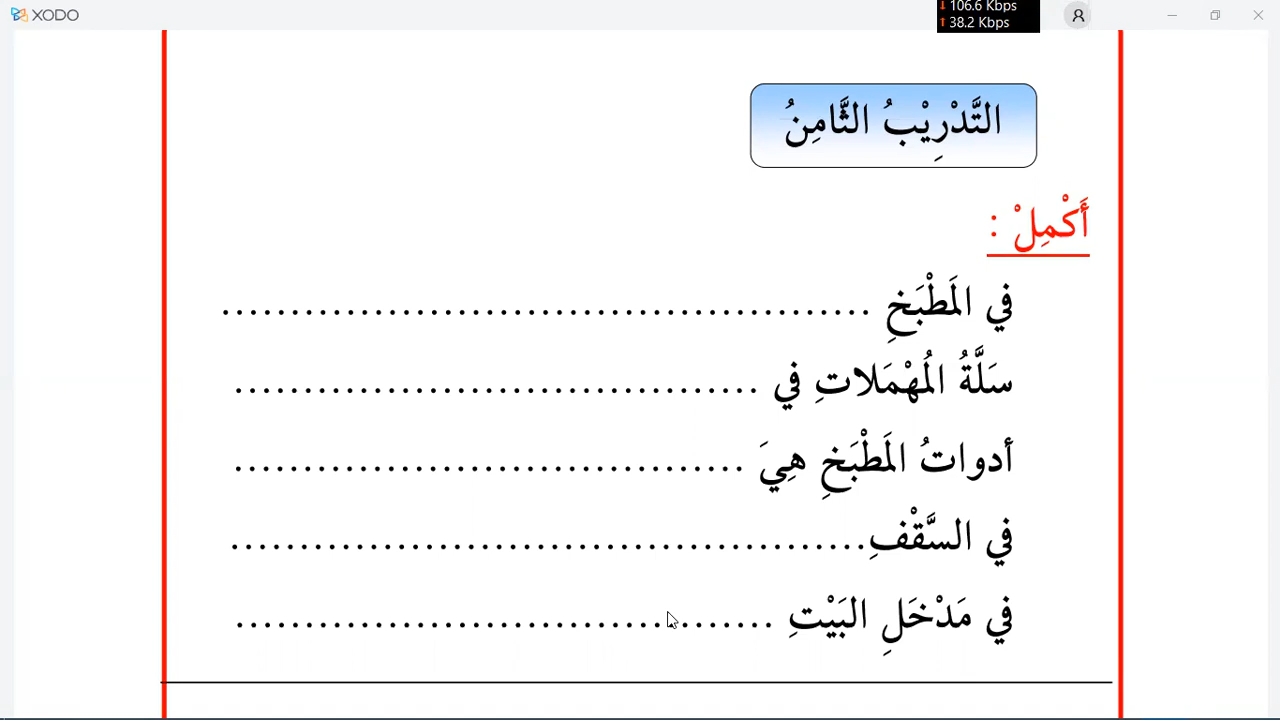 XODO
↓ 106.6 Kbps
↑ 38.2 Kbps
التَّدْرِيْبُ الثَّامِنُ
أَكْمِلْ :
في المَطْبَخِ ..............................................
سَلَّةُ المُهْمَلاتِ في ......................................
أدواتُ المَطْبَخِ هِيَ .....................................
في السَّقْفِ..............................................
في مَدْخَلِ البَيْتِ .......................................